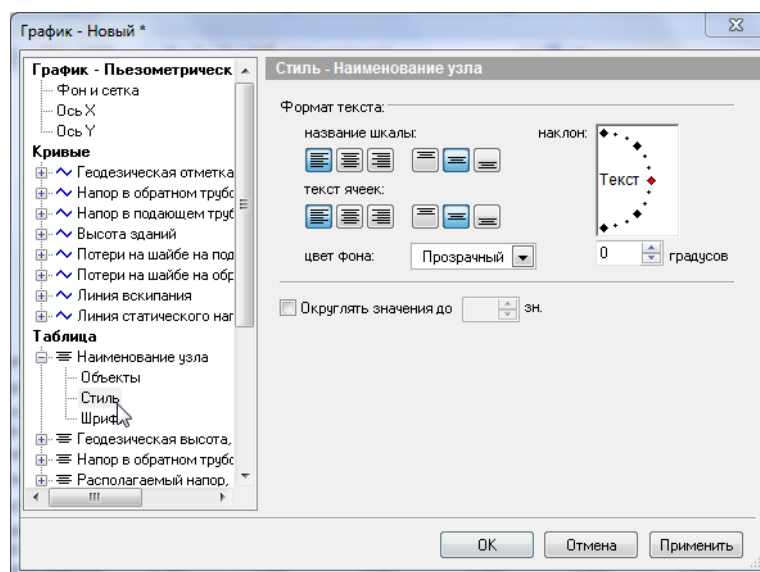 График - Новый *
График - Пьезометрическ
Фон и сетка
Ось X
Ось Y
Кривые
Геодезическая отметка
Напор в обратном трубо
Напор в подающем труб
Высота зданий
Потери на шайбе на под
Потери на шайбе на обр
Линия вскипания
Линия статического нап
Таблица
Наименование узла
Объекты
Стиль
Шриф
Геодезическая высота,
Напор в обратном трубо
Располагаемый напор,
Стиль - Наименование узла
Формат текста:
название шкалы:
наклон:
Текст
текст ячеек:
цвет фона: Прозрачный
0 градусов
Округлять значения до зн.
OK Отмена Применить